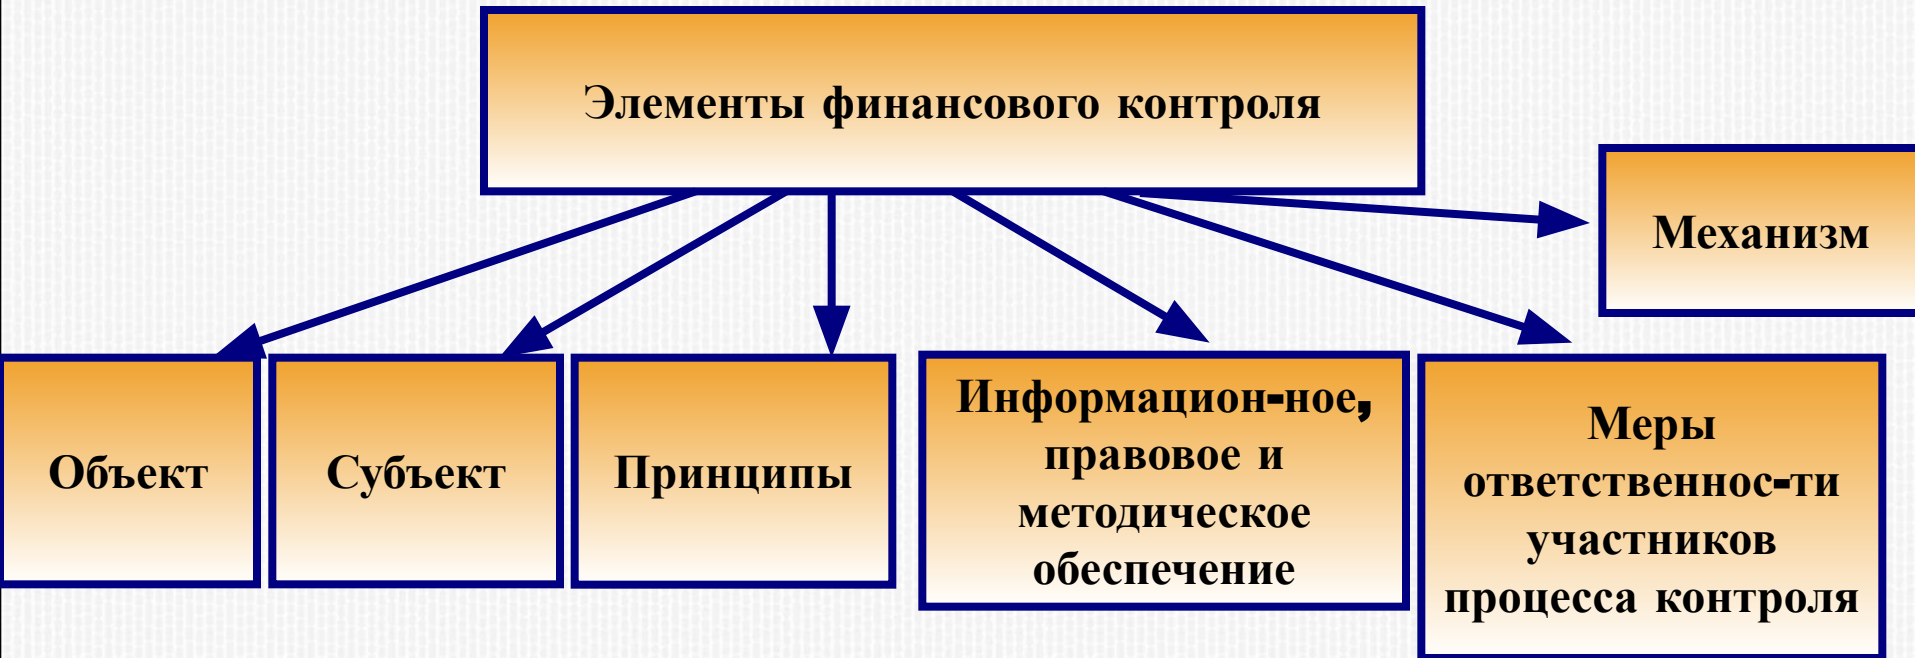 Элементы финансового контроля
Механизм
Объект
Субъект
Принципы
Информацион-ное,
правовое и
методическое
обеспечение
Меры
ответственнос-ти
участников
процесса контроля